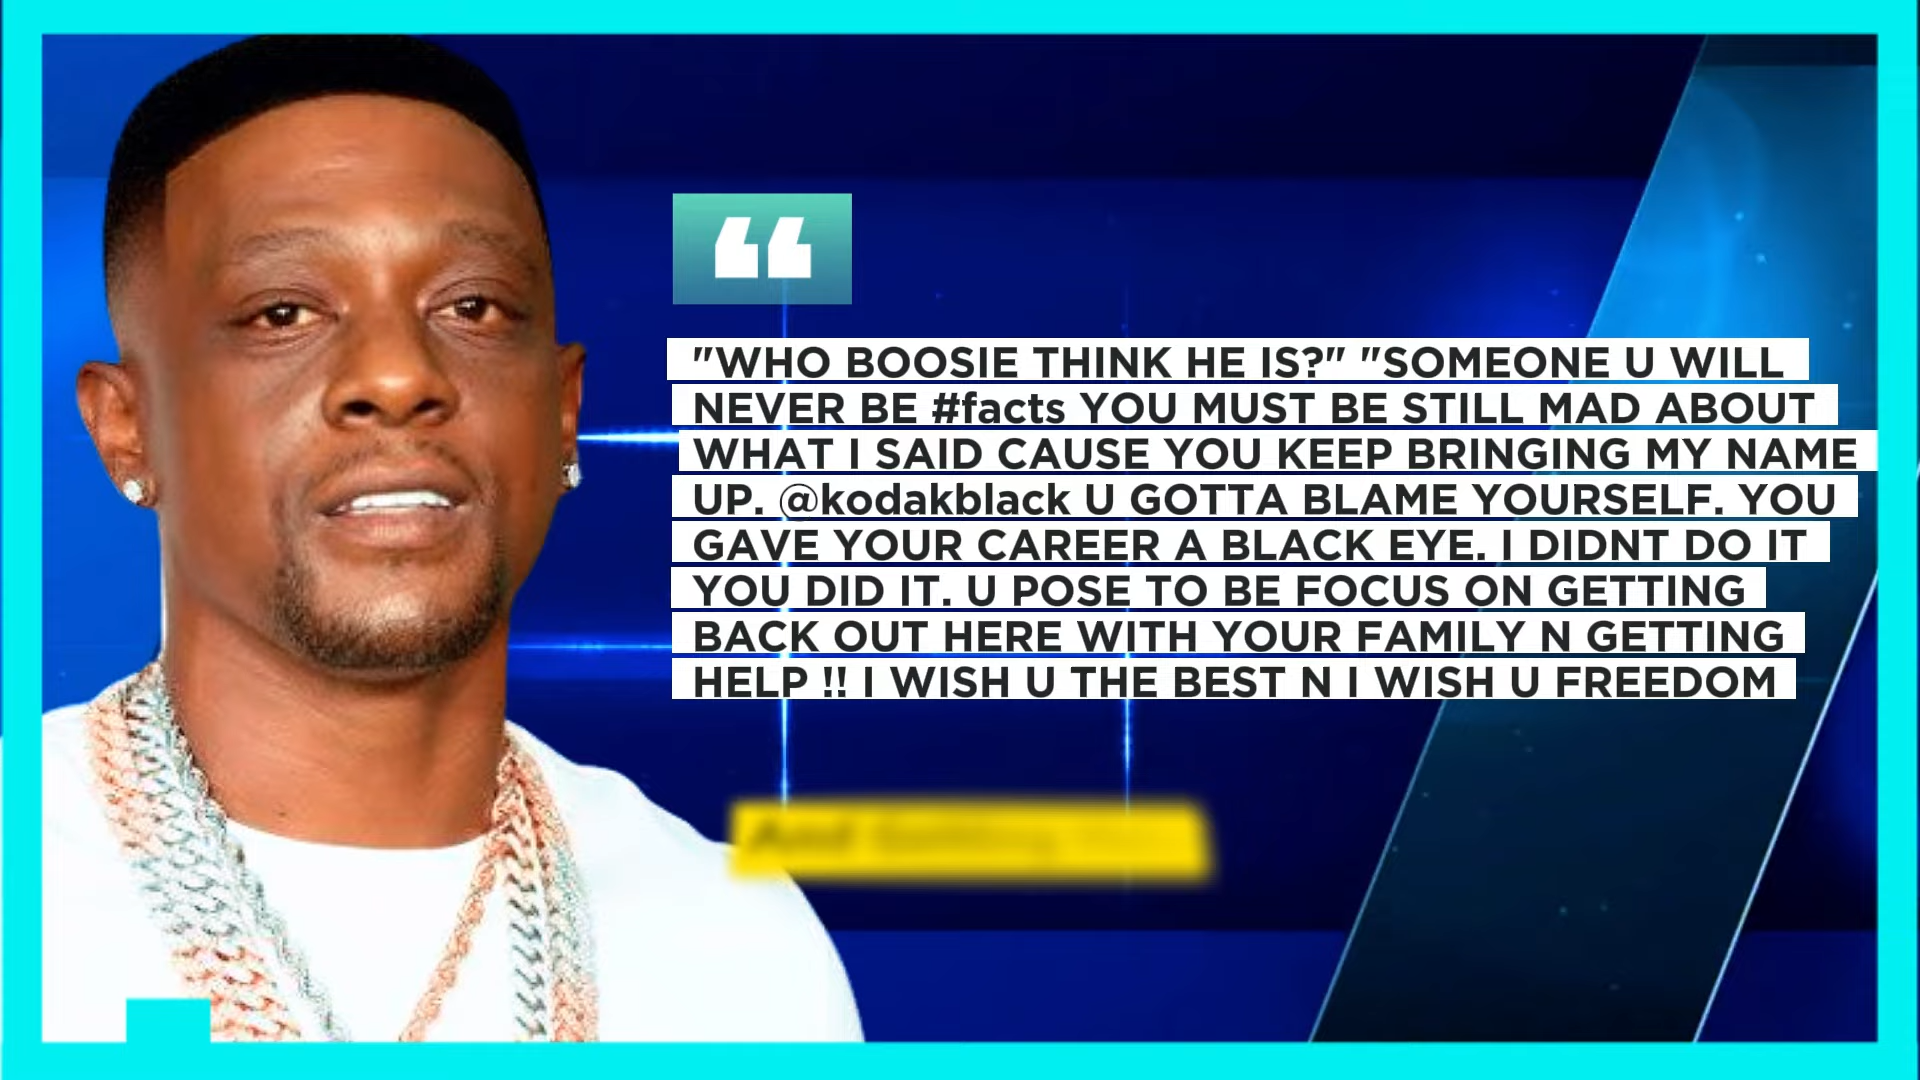 "WHO BOOSIE THINK HE IS?" "SOMEONE U WILL
NEVER BE #facts YOU MUST BE STILL MAD ABOUT
WHAT I SAID CAUSE YOU KEEP BRINGING MY NAME
UP. @kodakblack U GOTTA BLAME YOURSELF. YOU
GAVE YOUR CAREER A BLACK EYE. I DIDNT DO IT
YOU DID IT. U POSE TO BE FOCUS ON GETTING
BACK OUT HERE WITH YOUR FAMILY N GETTING
HELP !! I WISH U THE BEST N I WISH U FREEDOM